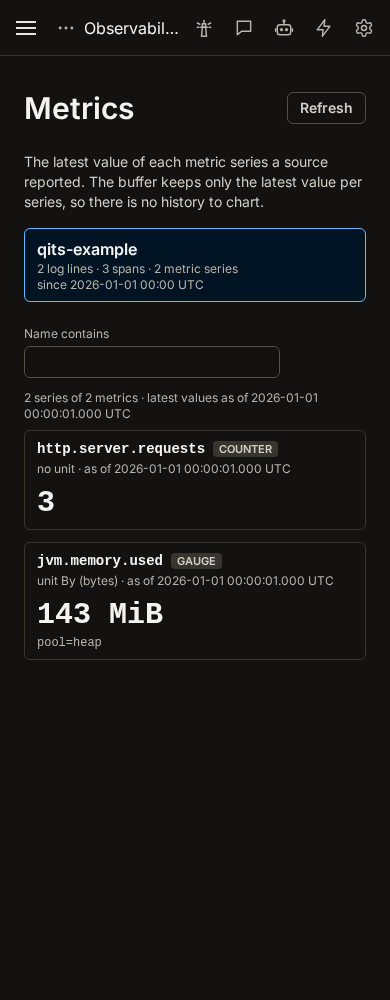 Observabil...
Metrics
Refresh
The latest value of each metric series a source
reported. The buffer keeps only the latest value per
series, so there is no history to chart.
qits-example
2 log lines · 3 spans · 2 metric series
since 2026-01-01 00:00 UTC
Name contains
2 series of 2 metrics · latest values as of 2026-01-01
00:00:01.000 UTC
http.server.requests COUNTER
no unit · as of 2026-01-01 00:00:01.000 UTC
3
jvm.memory.used GAUGE
unit By (bytes) · as of 2026-01-01 00:00:01.000 UTC
143 MiB
pool=heap